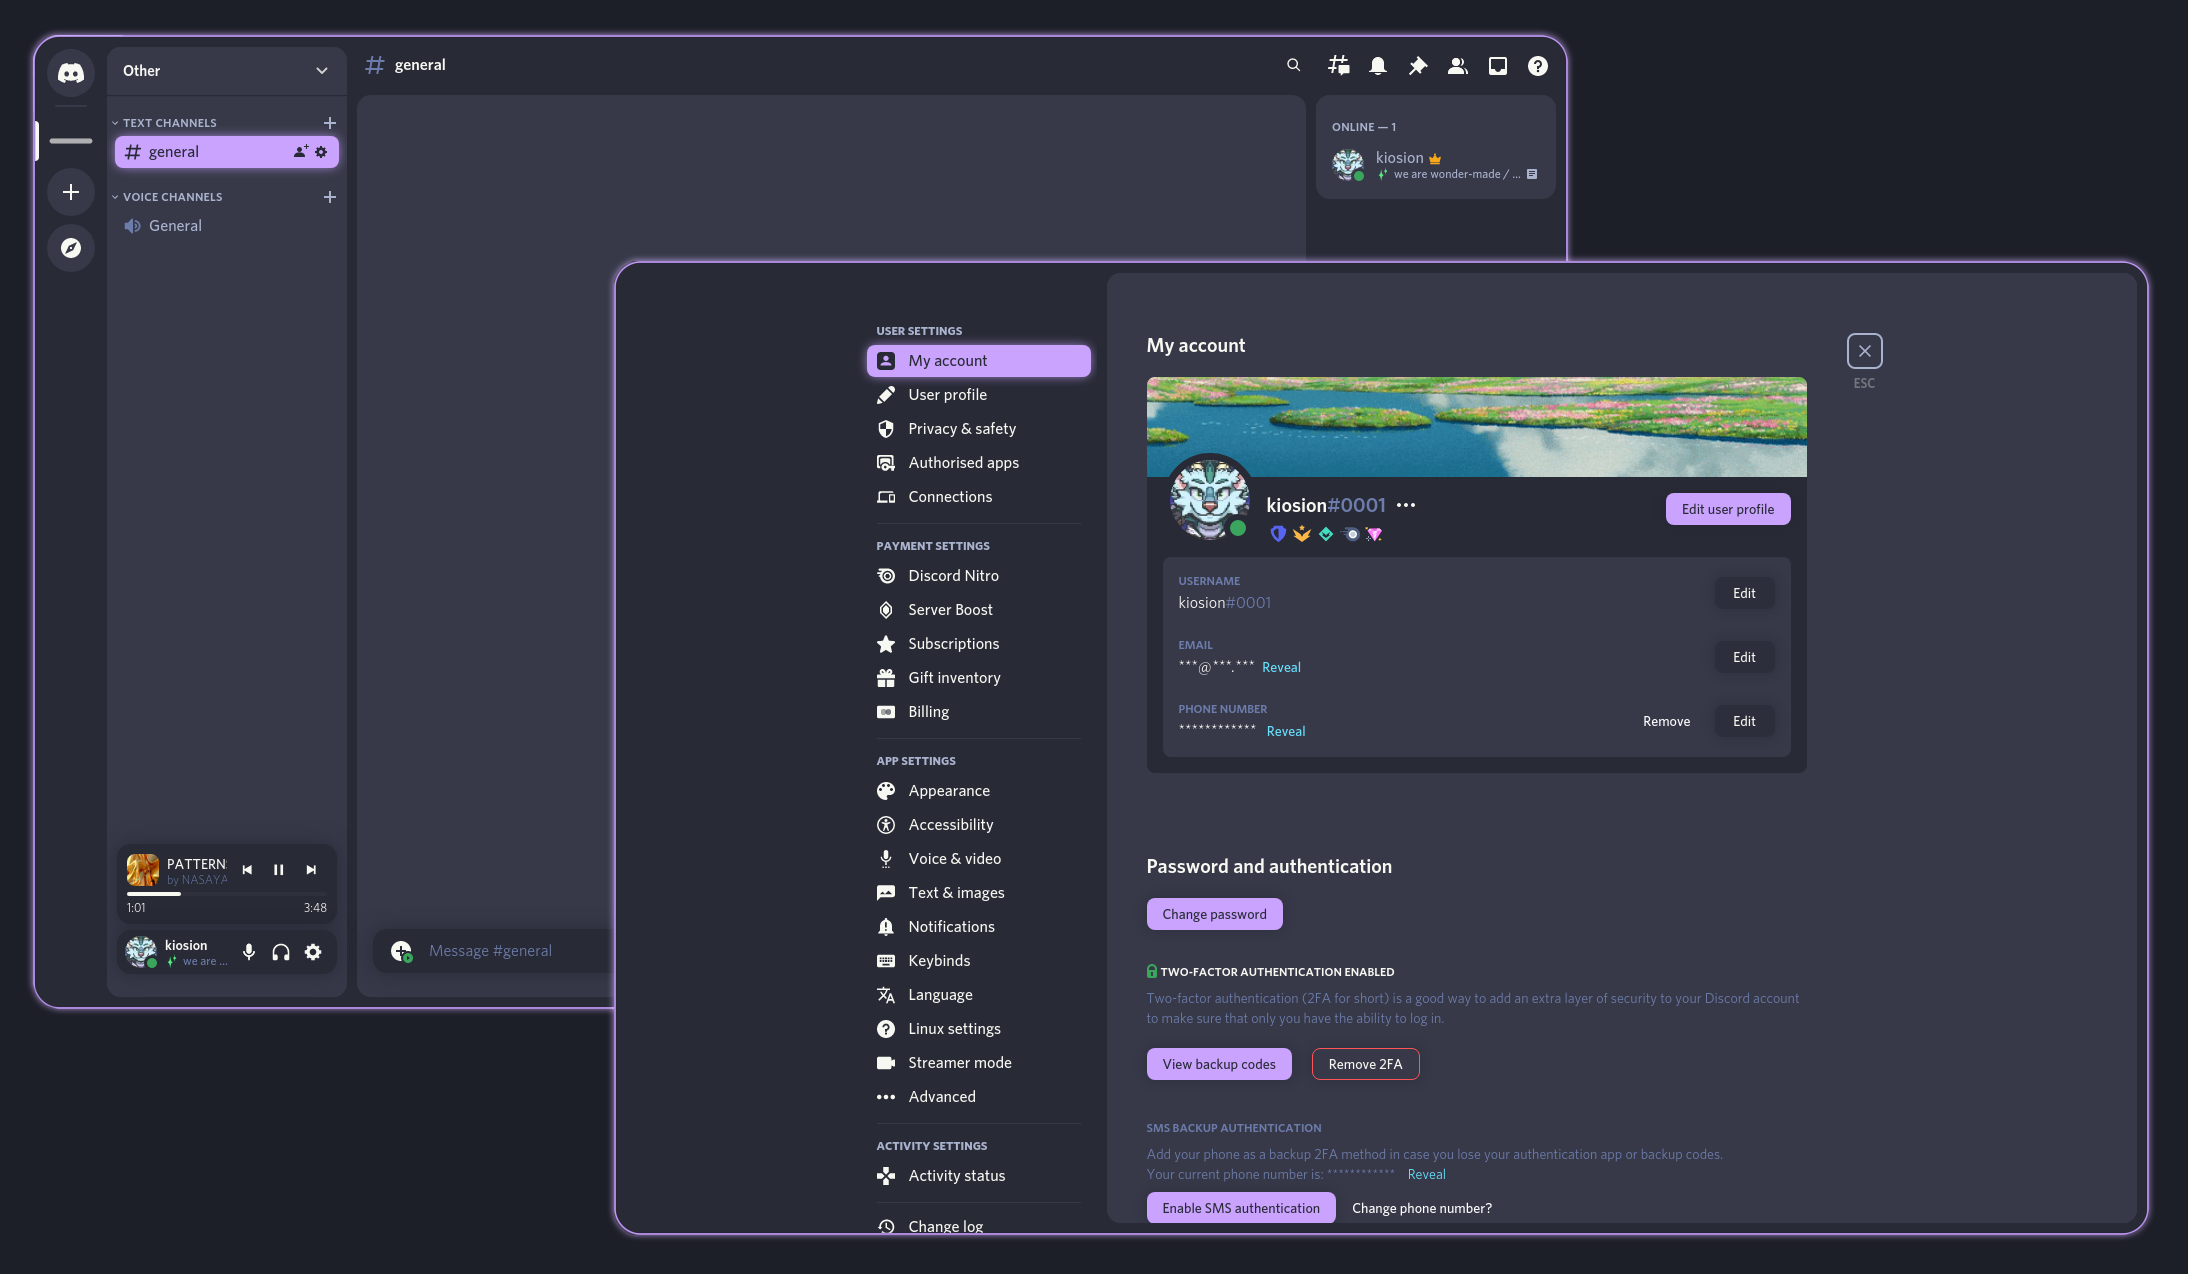 Other
TEXT CHANNELS
general
VOICE CHANNELS
General
PATTERNS
by NASAYA
1:01
3:48
kiosion
we are ...
general
Message #general
ONLINE — 1
kiosion
we are wonder-made / ...
USER SETTINGS
My account
User profile
Privacy & safety
Authorised apps
Connections
PAYMENT SETTINGS
Discord Nitro
Server Boost
Subscriptions
Gift inventory
Billing
APP SETTINGS
Appearance
Accessibility
Voice & video
Text & images
Notifications
Keybinds
Language
Linux settings
Streamer mode
Advanced
ACTIVITY SETTINGS
Activity status
Change log
My account
ESC
kiosion#0001
Edit user profile
USERNAME
kiosion#0001
Edit
EMAIL
***@***.*** Reveal
Edit
PHONE NUMBER
************ Reveal
Remove
Edit
Password and authentication
Change password
TWO-FACTOR AUTHENTICATION ENABLED
Two-factor authentication (2FA for short) is a good way to add an extra layer of security to your Discord account
to make sure that only you have the ability to log in.
View backup codes
Remove 2FA
SMS BACKUP AUTHENTICATION
Add your phone as a backup 2FA method in case you lose your authentication app or backup codes.
Your current phone number is: ************ Reveal
Enable SMS authentication
Change phone number?